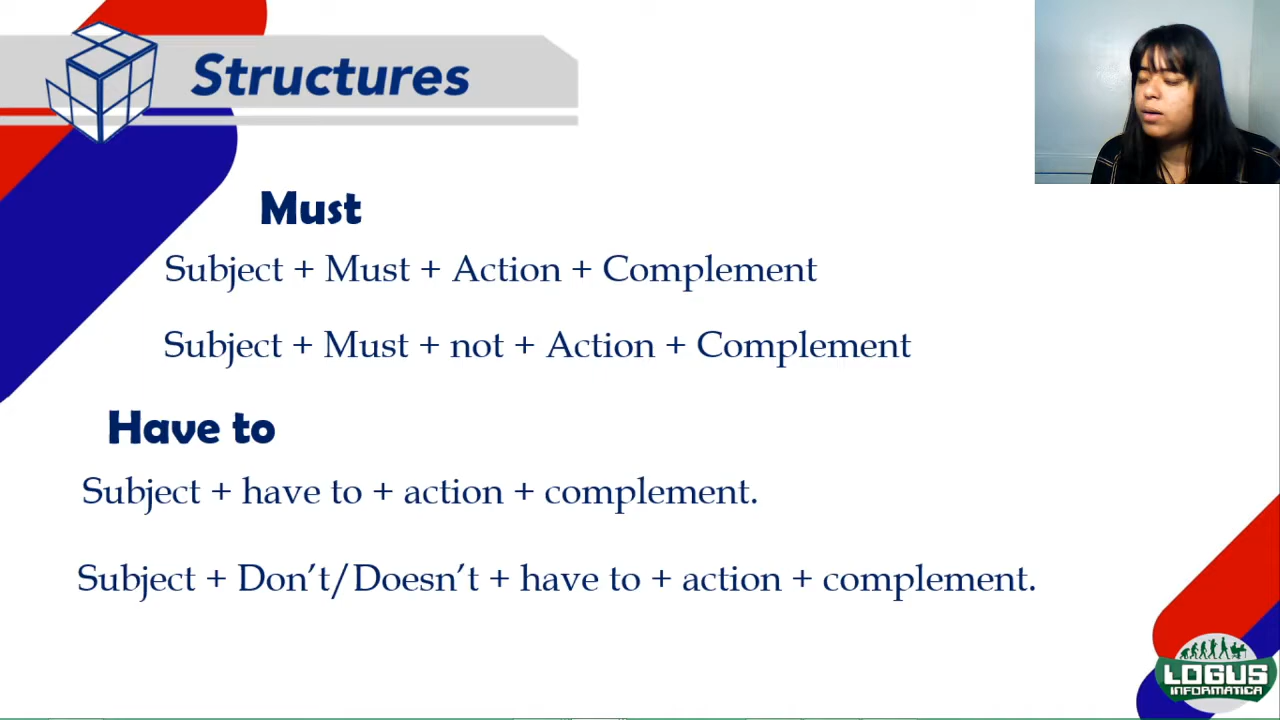 Structures
Must
Subject + Must + Action + Complement
Subject + Must + not + Action + Complement
Have to
Subject + have to + action + complement.
Subject + Don’t/Doesn’t + have to + action + complement.
LOGUS
INFORMATICA